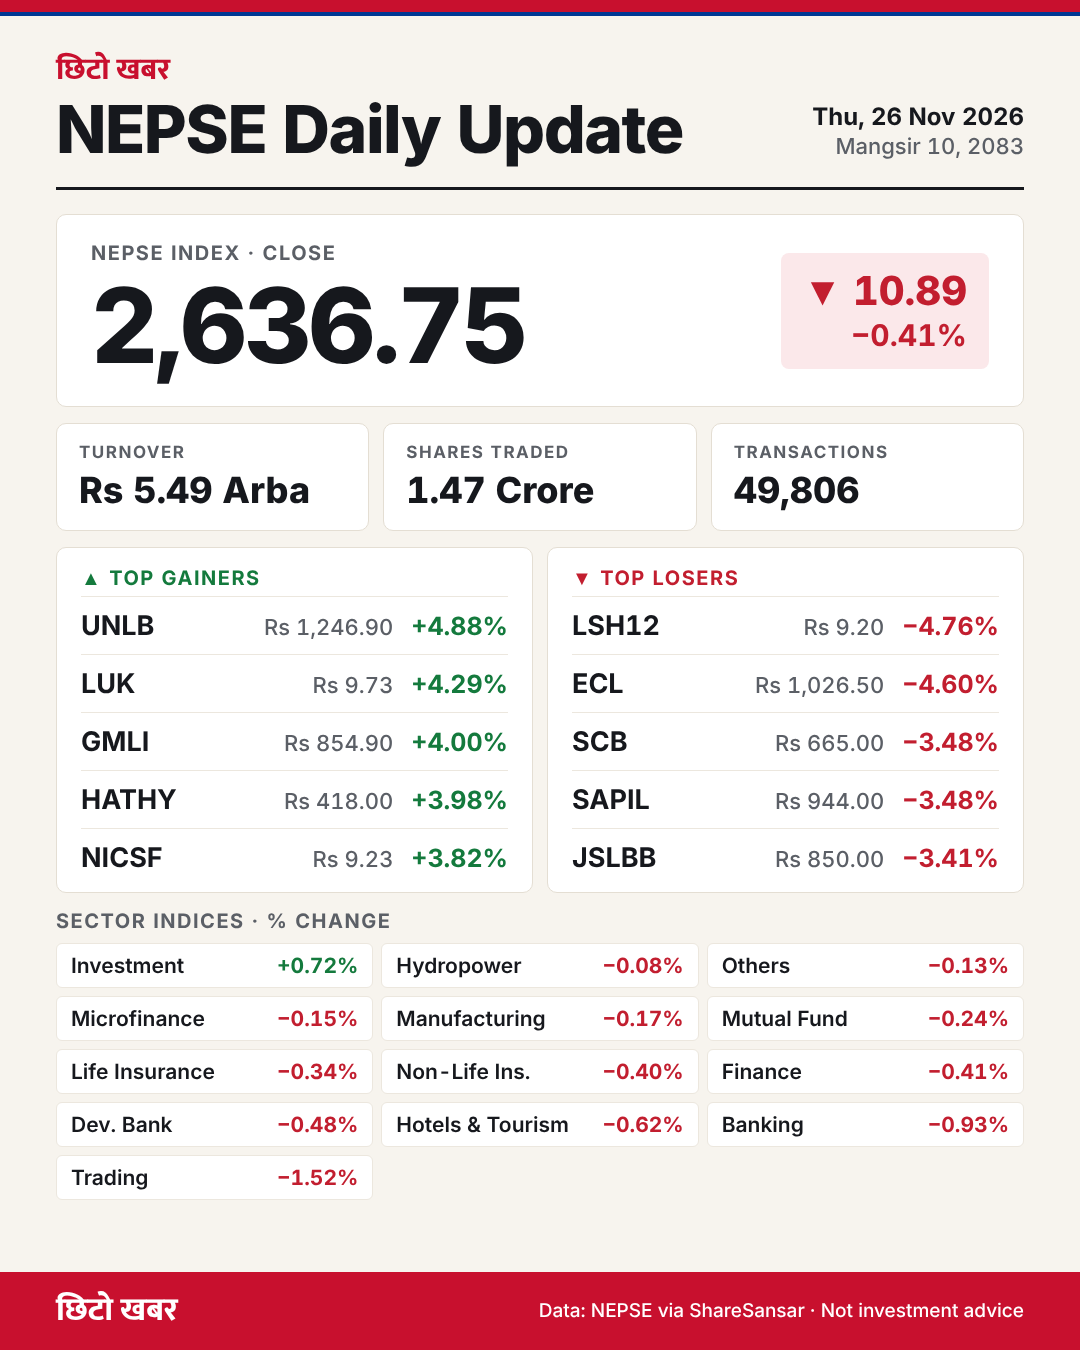 छिटो खबर
NEPSE Daily Update
Thu, 26 Nov 2026
Mangsir 10, 2083
NEPSE INDEX · CLOSE
2,636.75
▼ 10.89
−0.41%
TURNOVER
Rs 5.49 Arba
SHARES TRADED
1.47 Crore
TRANSACTIONS
49,806
▲ TOP GAINERS
UNLB Rs 1,246.90 +4.88%
LUK Rs 9.73 +4.29%
GMLI Rs 854.90 +4.00%
HATHY Rs 418.00 +3.98%
NICSF Rs 9.23 +3.82%
▼ TOP LOSERS
LSH12 Rs 9.20 −4.76%
ECL Rs 1,026.50 −4.60%
SCB Rs 665.00 −3.48%
SAPIL Rs 944.00 −3.48%
JSLBB Rs 850.00 −3.41%
SECTOR INDICES · % CHANGE
Investment +0.72% Hydropower −0.08% Others −0.13%
Microfinance −0.15% Manufacturing −0.17% Mutual Fund −0.24%
Life Insurance −0.34% Non-Life Ins. −0.40% Finance −0.41%
Dev. Bank −0.48% Hotels & Tourism −0.62% Banking −0.93%
Trading −1.52%
छिटो खबर
Data: NEPSE via ShareSansar · Not investment advice